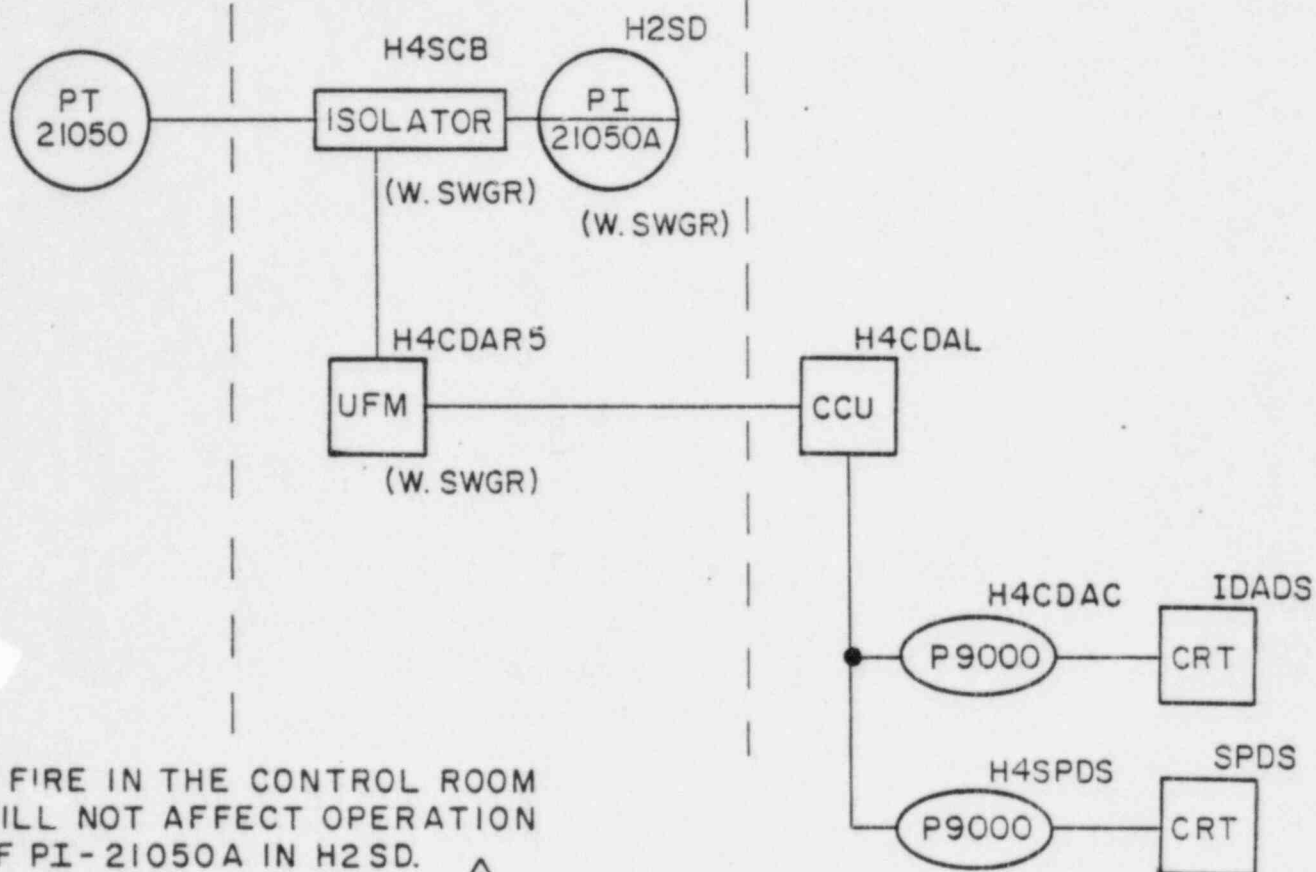 H2SD
H4SCB
PT
21050
ISOLATOR
PI
21050A
(W. SWGR)
(W. SWGR)
H4CDAR5
H4CDAL
UFM
CCU
(W. SWGR)
H4CDAC
IDADS
P9000
CRT
H4SPDS
SPDS
P9000
CRT
FIRE IN THE CONTROL ROOM
ILL NOT AFFECT OPERATION
F PI-21050A IN H2SD.